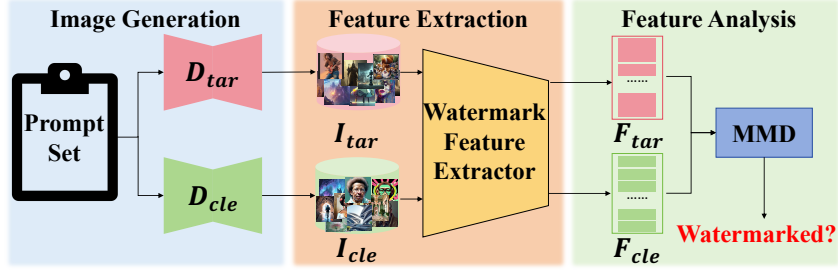 Image Generation
Feature Extraction
Feature Analysis
Prompt
Set
D_tar
D_cle
I_tar
I_cle
Watermark
Feature
Extractor
......
F_tar
......
F_cle
MMD
Watermarked?